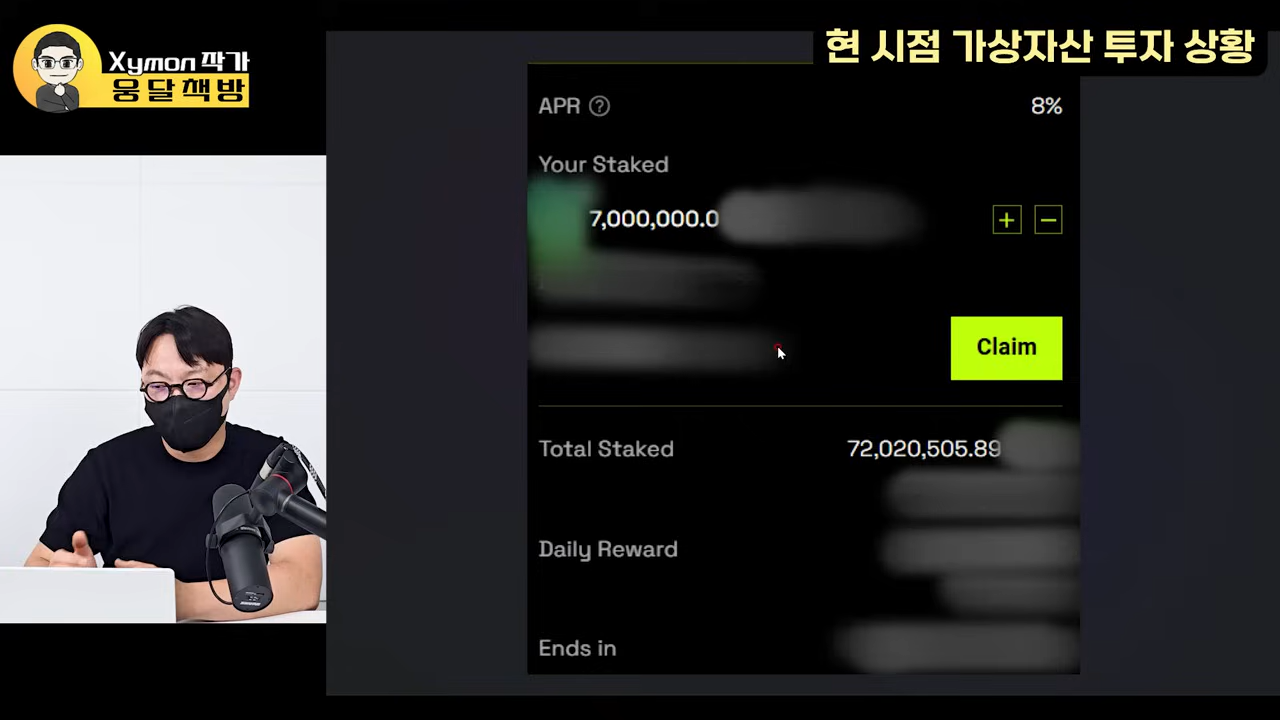 Xymon 작가
웅달책방
현 시점 가상자산 투자 상황
APR ? 8%
Your Staked
7,000,000.0
+ −
Claim
Total Staked 72,020,505.89
Daily Reward
Ends in